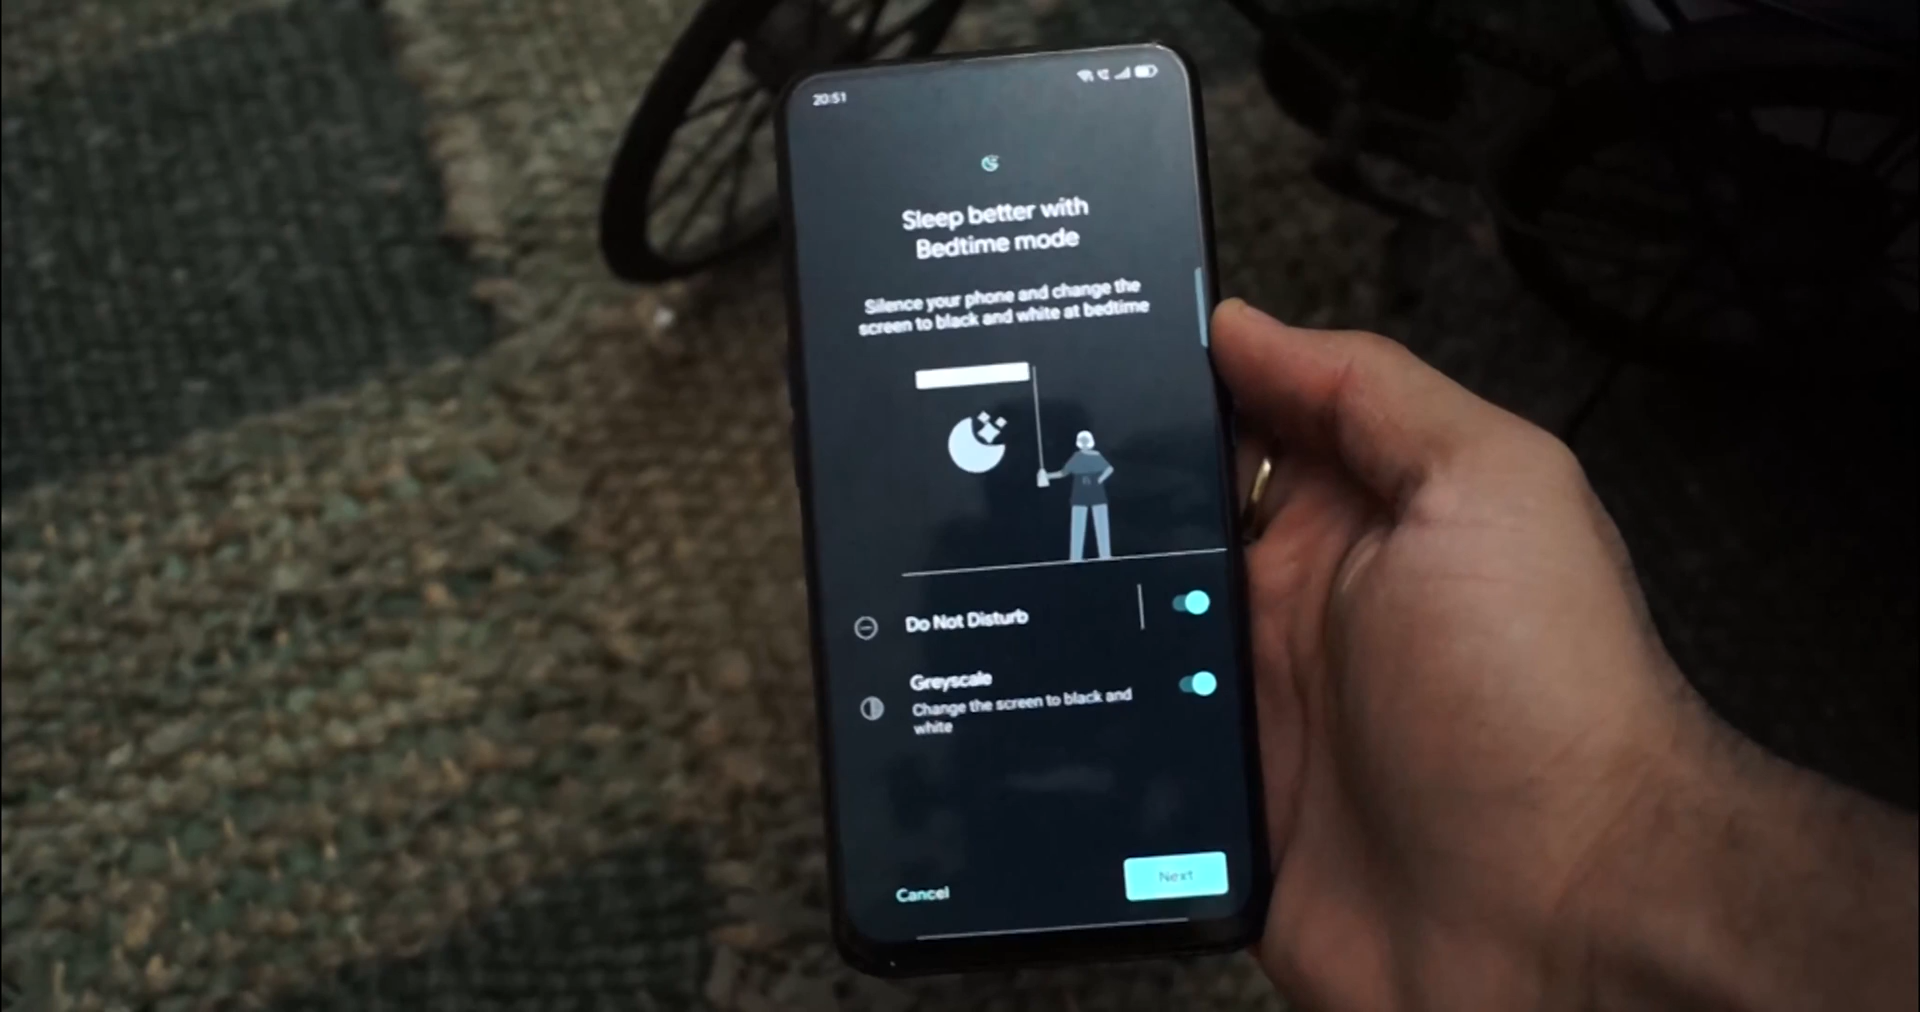 20:51
Sleep better with
Bedtime mode
Silence your phone and change the
screen to black and white at bedtime
Do Not Disturb
Greyscale
Change the screen to black and
white
Cancel
Next